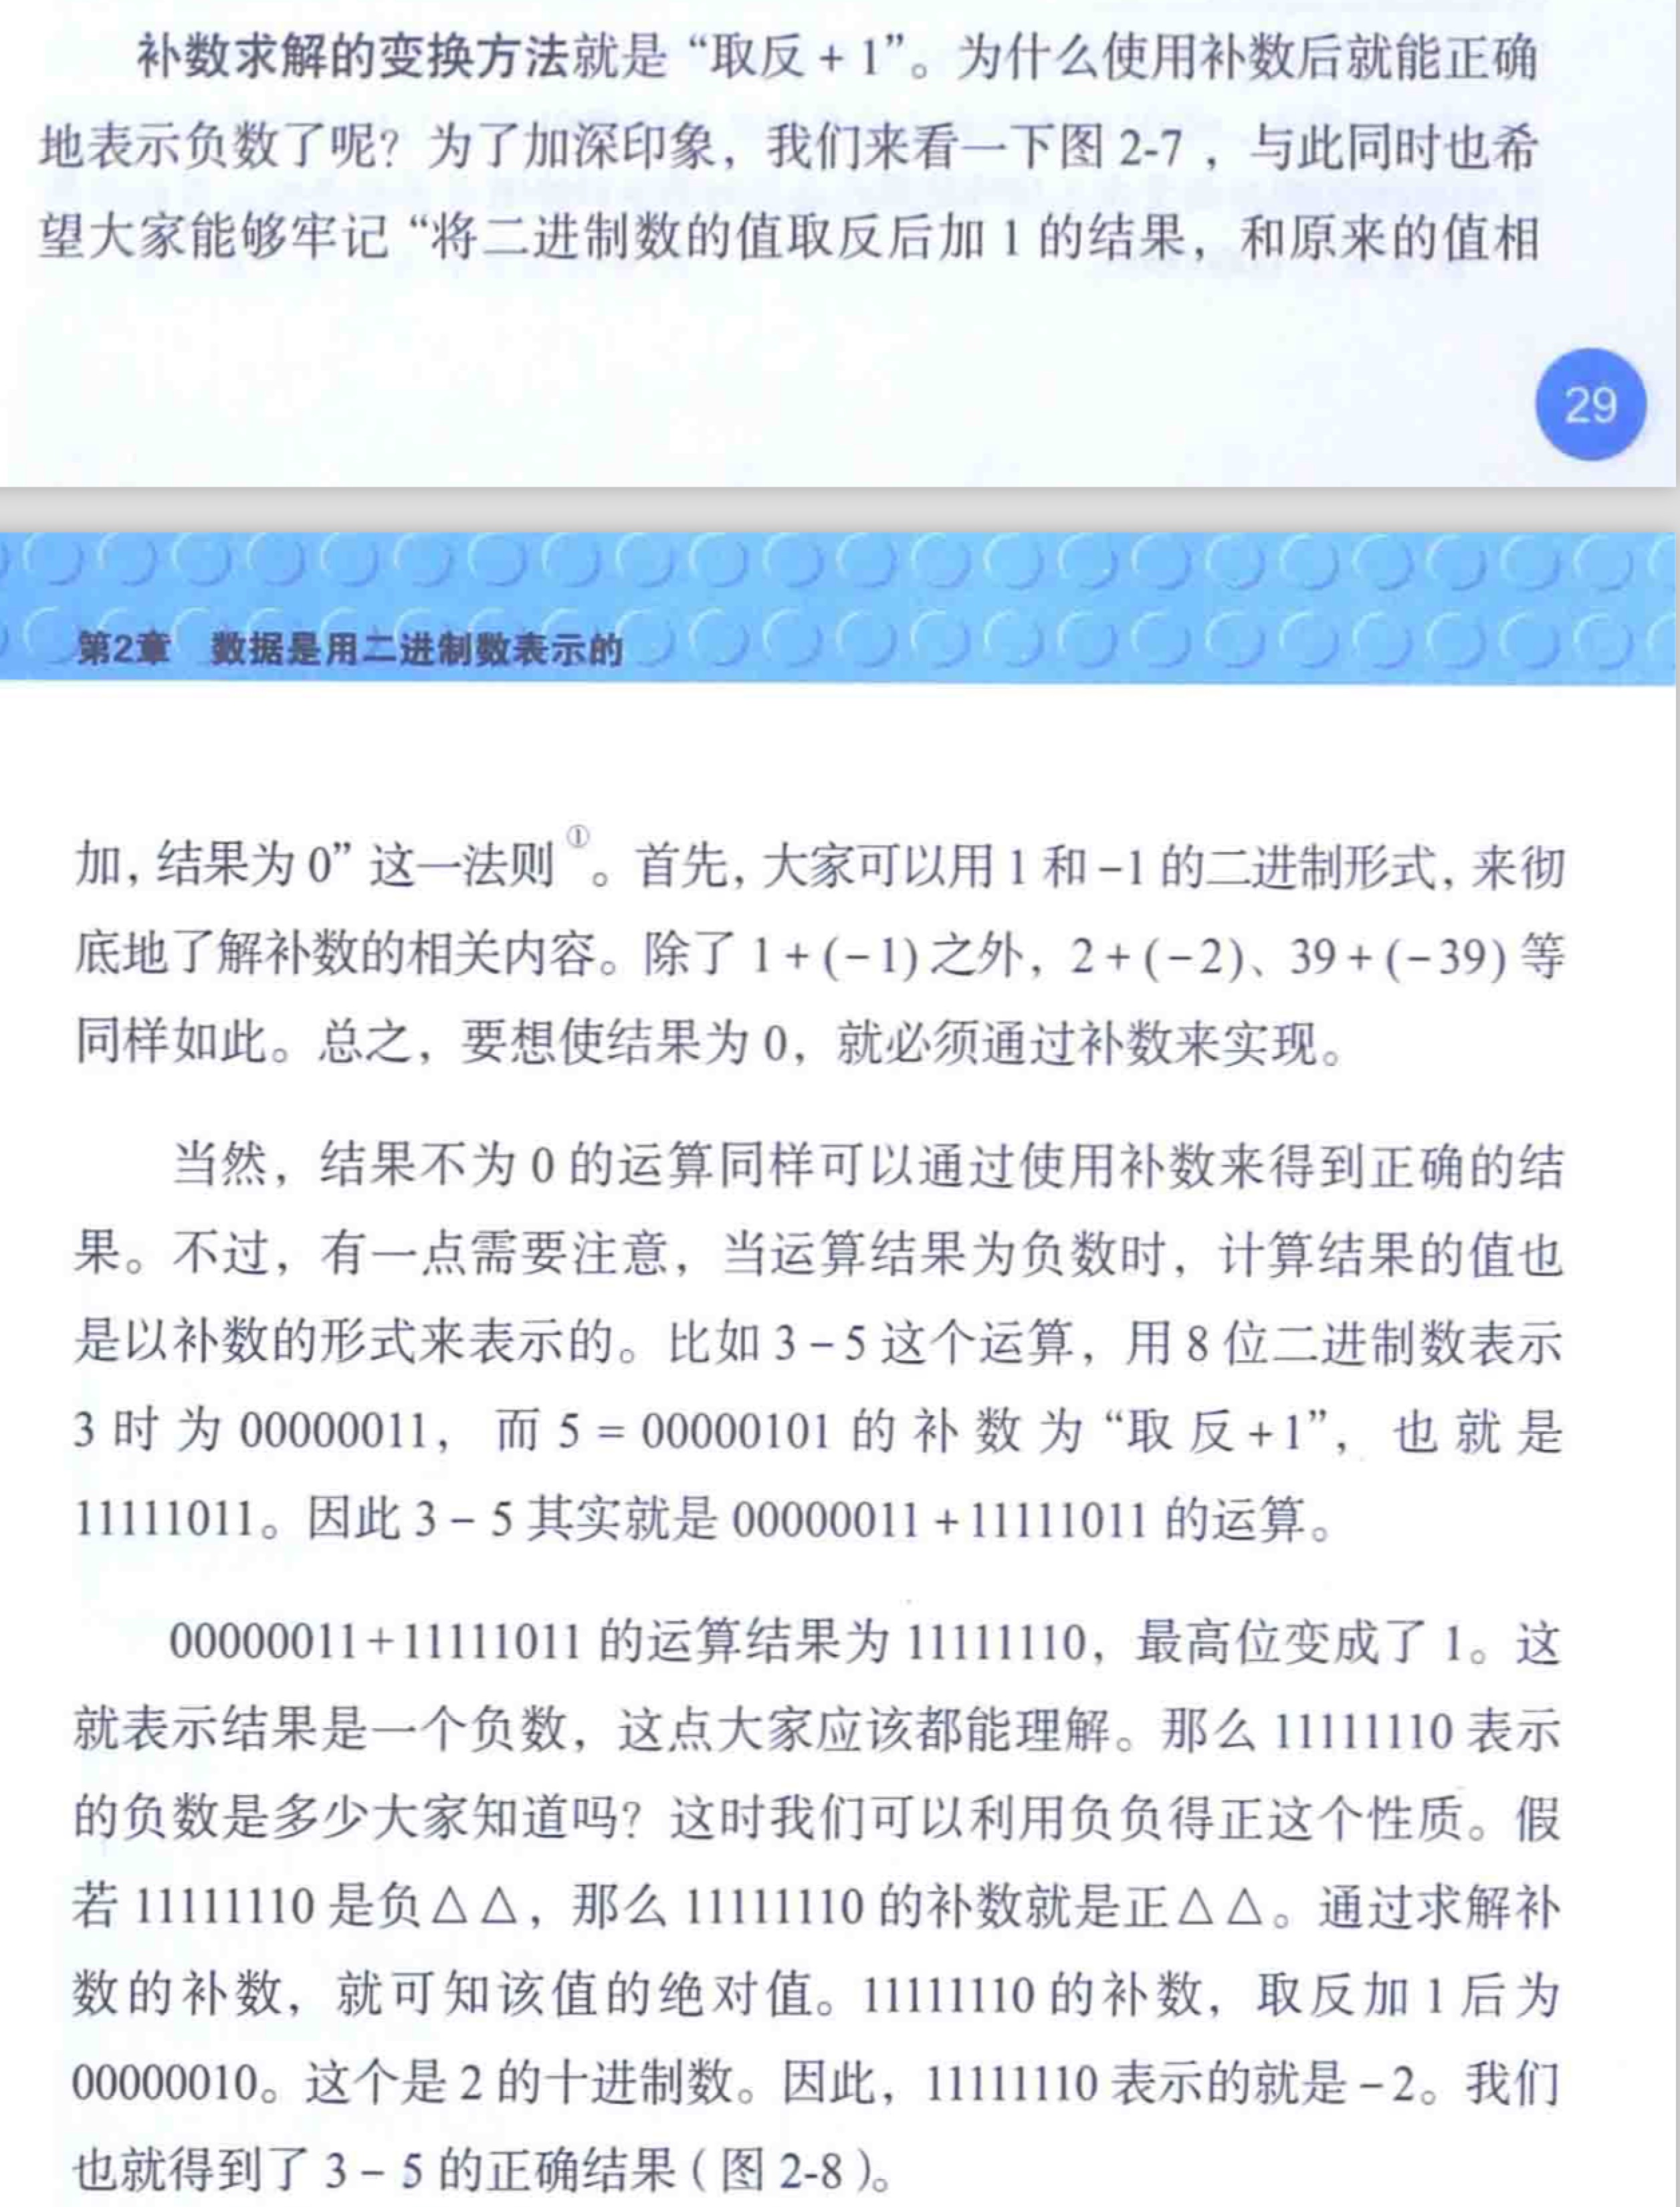 补数求解的变换方法就是“取反 + 1”。为什么使用补数后就能正确
地表示负数了呢？为了加深印象，我们来看一下图 2-7 ，与此同时也希
望大家能够牢记“将二进制数的值取反后加 1 的结果，和原来的值相
29
第2章 数据是用二进制数表示的
加，结果为 0”这一法则①。首先，大家可以用 1 和 –1 的二进制形式，来彻
底地了解补数的相关内容。除了 1 + (– 1) 之外，2 + (– 2)、39 + (– 39) 等
同样如此。总之，要想使结果为 0，就必须通过补数来实现。
当然，结果不为 0 的运算同样可以通过使用补数来得到正确的结
果。不过，有一点需要注意，当运算结果为负数时，计算结果的值也
是以补数的形式来表示的。比如 3 – 5 这个运算，用 8 位二进制数表示
3 时为 00000011，而 5 = 00000101 的补数为“取反+1”，也就是
11111011。因此 3 – 5 其实就是 00000011 + 11111011 的运算。
00000011+11111011 的运算结果为 11111110，最高位变成了 1。这
就表示结果是一个负数，这点大家应该都能理解。那么 11111110 表示
的负数是多少大家知道吗？这时我们可以利用负负得正这个性质。假
若 11111110 是负△△，那么 11111110 的补数就是正△△。通过求解补
数的补数，就可知该值的绝对值。11111110 的补数，取反加 1 后为
00000010。这个是 2 的十进制数。因此，11111110 表示的就是 – 2。我们
也就得到了 3 – 5 的正确结果（图 2-8）。